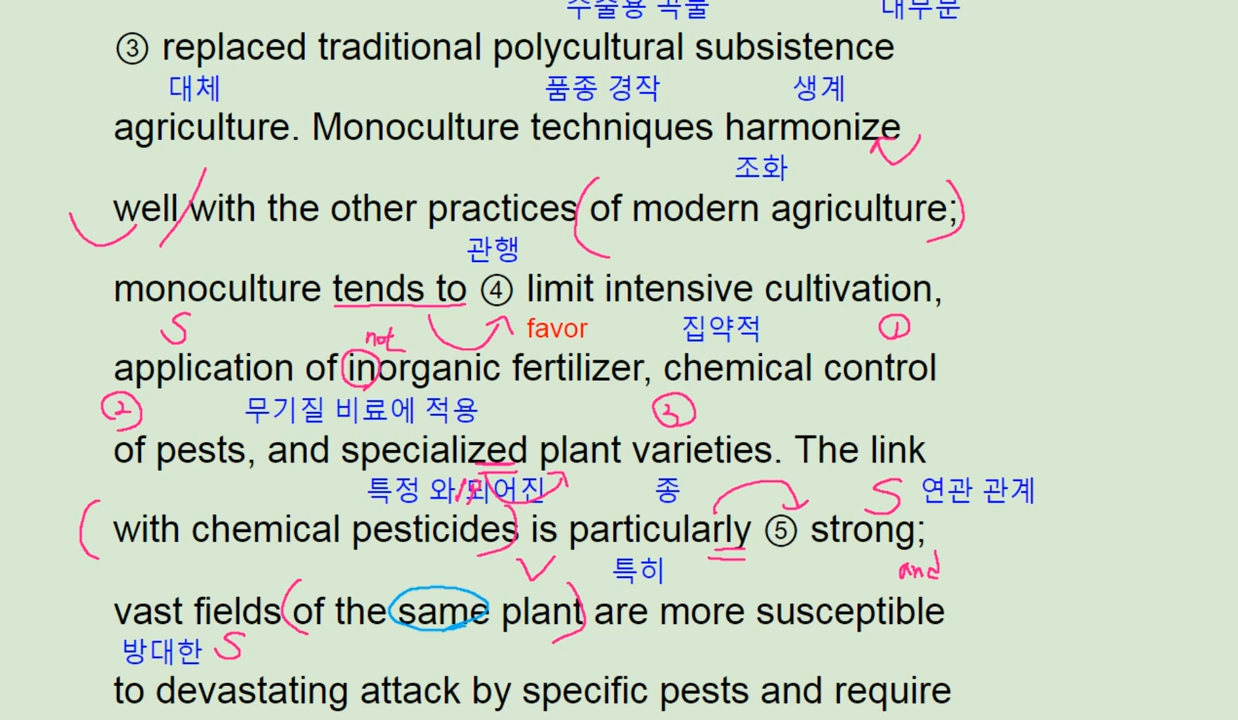 대부분
③ replaced traditional polycultural subsistence
대체 품종 경작 생계
agriculture. Monoculture techniques harmonize
조화
well with the other practices of modern agriculture;
관행
monoculture tends to ④ limit intensive cultivation,
S not favor 집약적 ①
application of inorganic fertilizer, chemical control
② 무기질 비료에 적용 ③
of pests, and specialized plant varieties. The link
특정 와 되어진 종 S 연관 관계
with chemical pesticides is particularly ⑤ strong;
V 특히 and
vast fields of the same plant are more susceptible
방대한 S
to devastating attack by specific pests and require